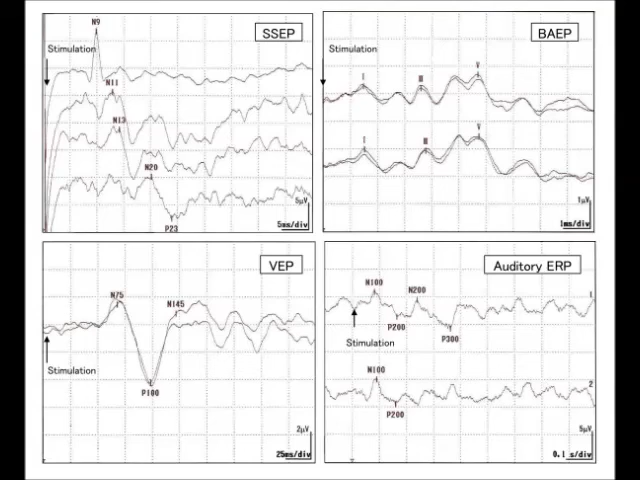 SSEP
N9
Stimulation
N11
N13
N20
P23
5μV
5ms/div
BAEP
Stimulation
I
III
V
I
III
V
1μV
1ms/div
VEP
N75
N145
Stimulation
P100
2μV
25ms/div
Auditory ERP
N100
N200
1
P200
P300
Stimulation
N100
2
P200
5μV
0.1 s/div